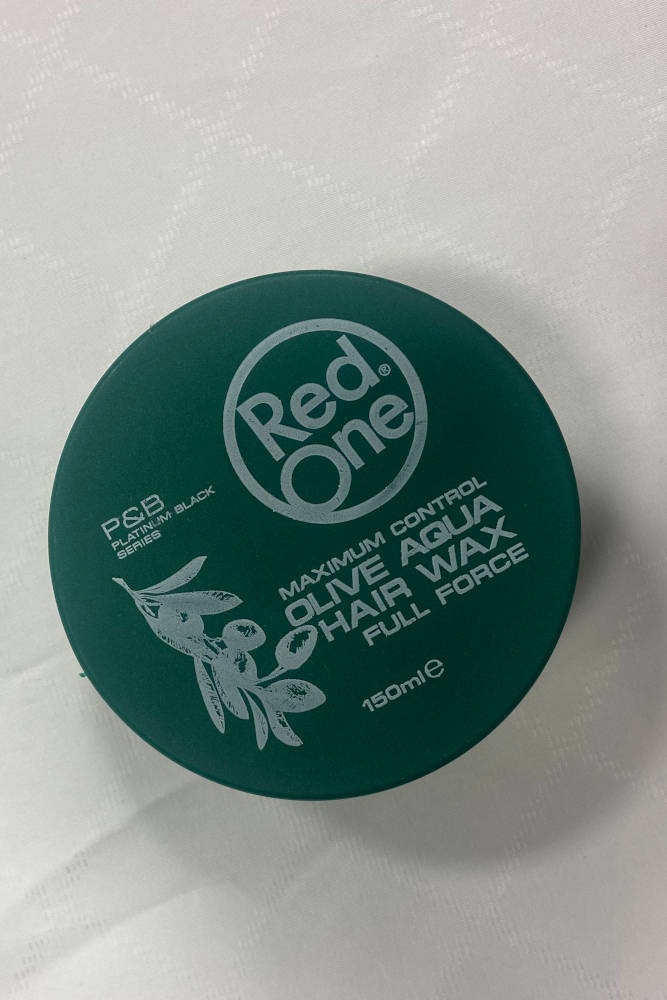 Red®
One
P&B
PLATINUM BLACK
SERIES
MAXIMUM CONTROL
OLIVE AQUA
HAIR WAX
FULL FORCE
150ml e